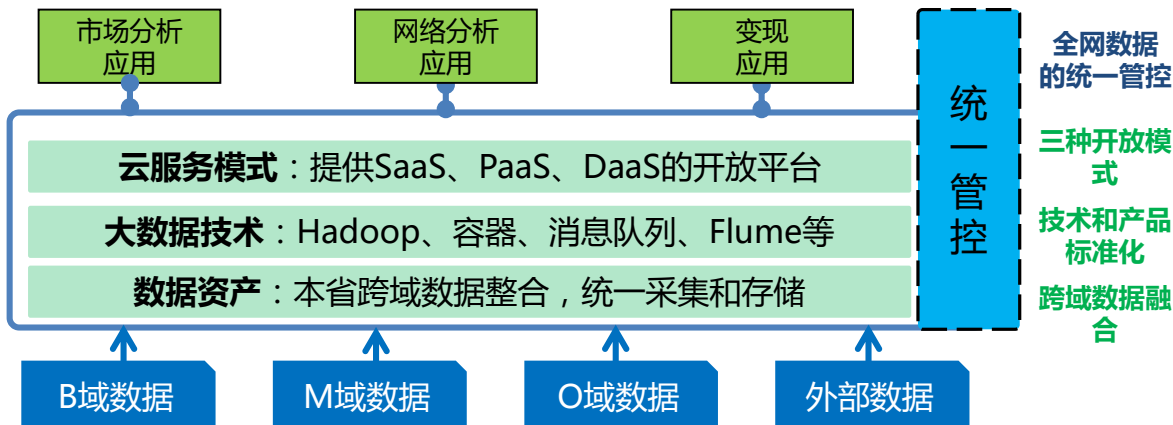 市场分析
应用
网络分析
应用
变现
应用
统
一
管
控
全网数据
的统一管控
云服务模式：提供SaaS、PaaS、DaaS的开放平台
三种开放模
式
大数据技术：Hadoop、容器、消息队列、Flume等
技术和产品
标准化
数据资产：本省跨域数据整合，统一采集和存储
跨域数据融
合
B域数据
M域数据
O域数据
外部数据